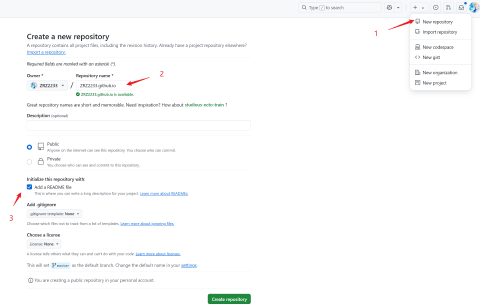 Type / to search
1
New repository
Import repository
New codespace
New gist
New organization
New project
Create a new repository
A repository contains all project files, including the revision history. Already have a project repository elsewhere?
Import a repository.
Required fields are marked with an asterisk (*).
Owner * Repository name *
2
ZRZ2233 / ZRZ2233.github.io
ZRZ2233.github.io is available.
Great repository names are short and memorable. Need inspiration? How about studious-octo-train ?
Description (optional)
Public
Anyone on the internet can see this repository. You choose who can commit.
Private
You choose who can see and commit to this repository.
Initialize this repository with:
Add a README file
This is where you can write a long description for your project. Learn more about READMEs.
3
Add .gitignore
.gitignore template: None
Choose which files not to track from a list of templates. Learn more about ignoring files.
Choose a license
License: None
A license tells others what they can and can't do with your code. Learn more about licenses.
This will set master as the default branch. Change the default name in your settings.
You are creating a public repository in your personal account.
Create repository